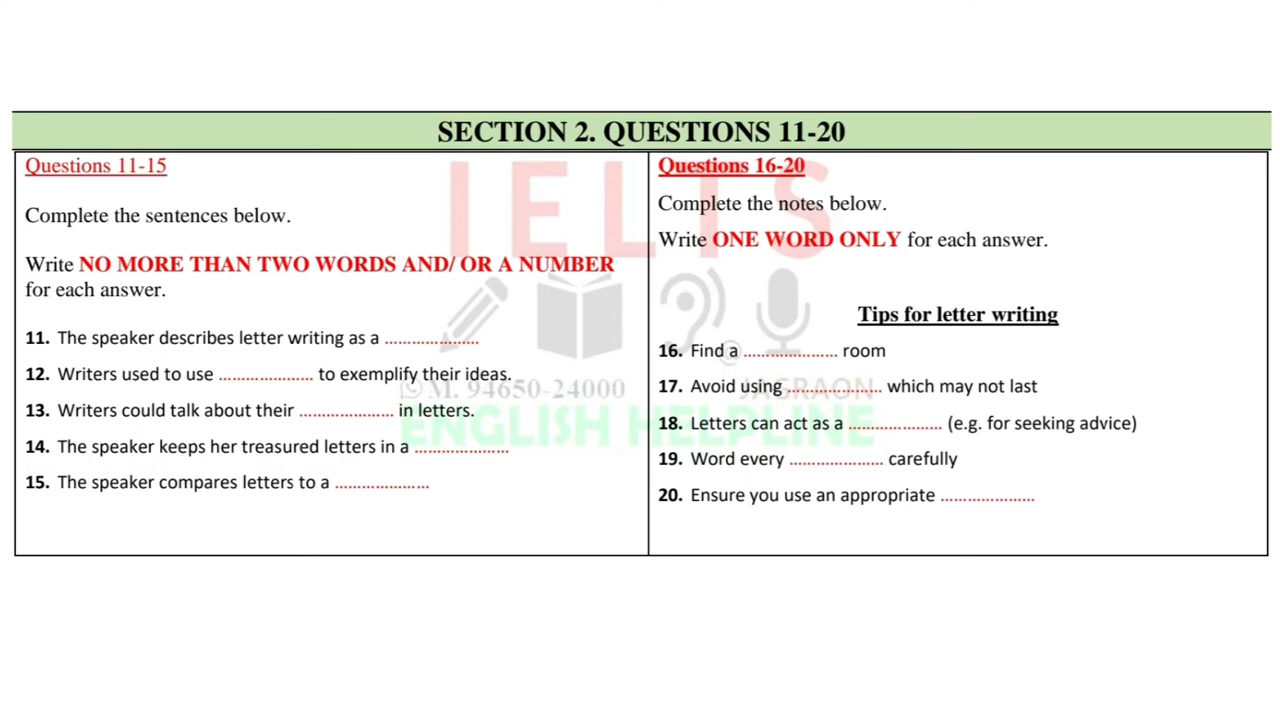 SECTION 2. QUESTIONS 11-20
Questions 11-15
Complete the sentences below.
Write NO MORE THAN TWO WORDS AND/ OR A NUMBER
for each answer.
11. The speaker describes letter writing as a .....................
12. Writers used to use ..................... to exemplify their ideas.
13. Writers could talk about their ..................... in letters.
14. The speaker keeps her treasured letters in a .....................
15. The speaker compares letters to a .....................
Questions 16-20
Complete the notes below.
Write ONE WORD ONLY for each answer.
Tips for letter writing
16. Find a ..................... room
17. Avoid using ..................... which may not last
18. Letters can act as a ..................... (e.g. for seeking advice)
19. Word every ..................... carefully
20. Ensure you use an appropriate .....................
IELTS
@
M. 94650-24000 JAGRAON
ENGLISH HELPLINE